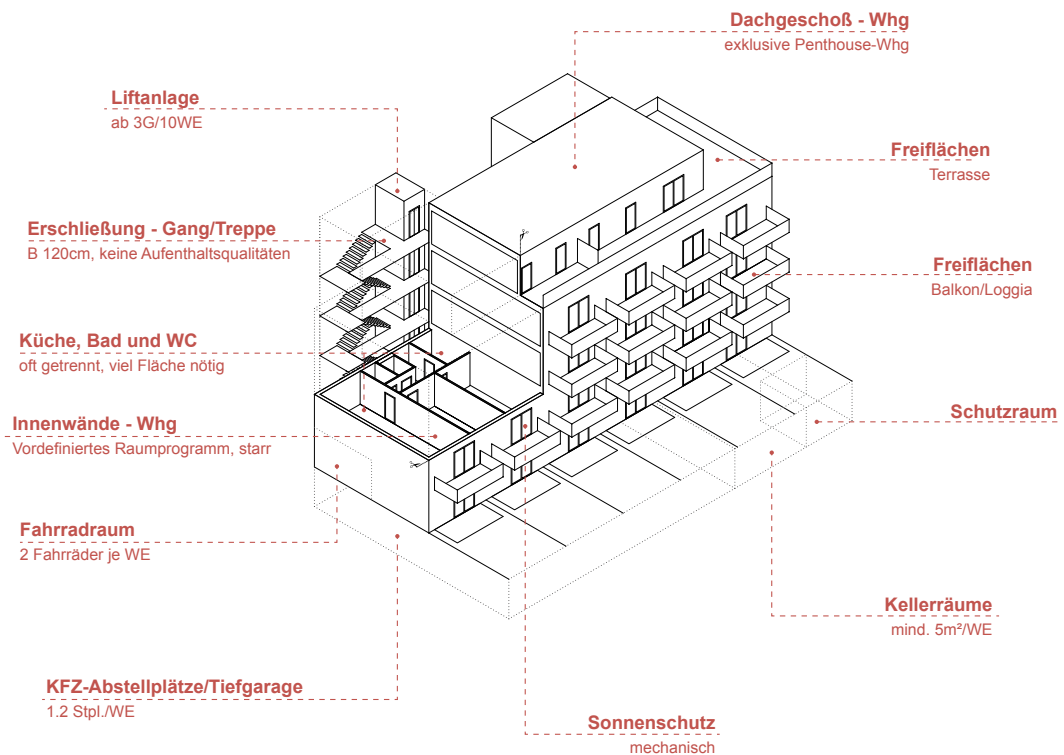 Dachgeschoß - Whg
exklusive Penthouse-Whg
Liftanlage
ab 3G/10WE
Freiflächen
Terrasse
Erschließung - Gang/Treppe
B 120cm, keine Aufenthaltsqualitäten
Freiflächen
Balkon/Loggia
Küche, Bad und WC
oft getrennt, viel Fläche nötig
Schutzraum
Innenwände - Whg
Vordefiniertes Raumprogramm, starr
Fahrradraum
2 Fahrräder je WE
Kellerräume
mind. 5m²/WE
KFZ-Abstellplätze/Tiefgarage
1.2 Stpl./WE
Sonnenschutz
mechanisch